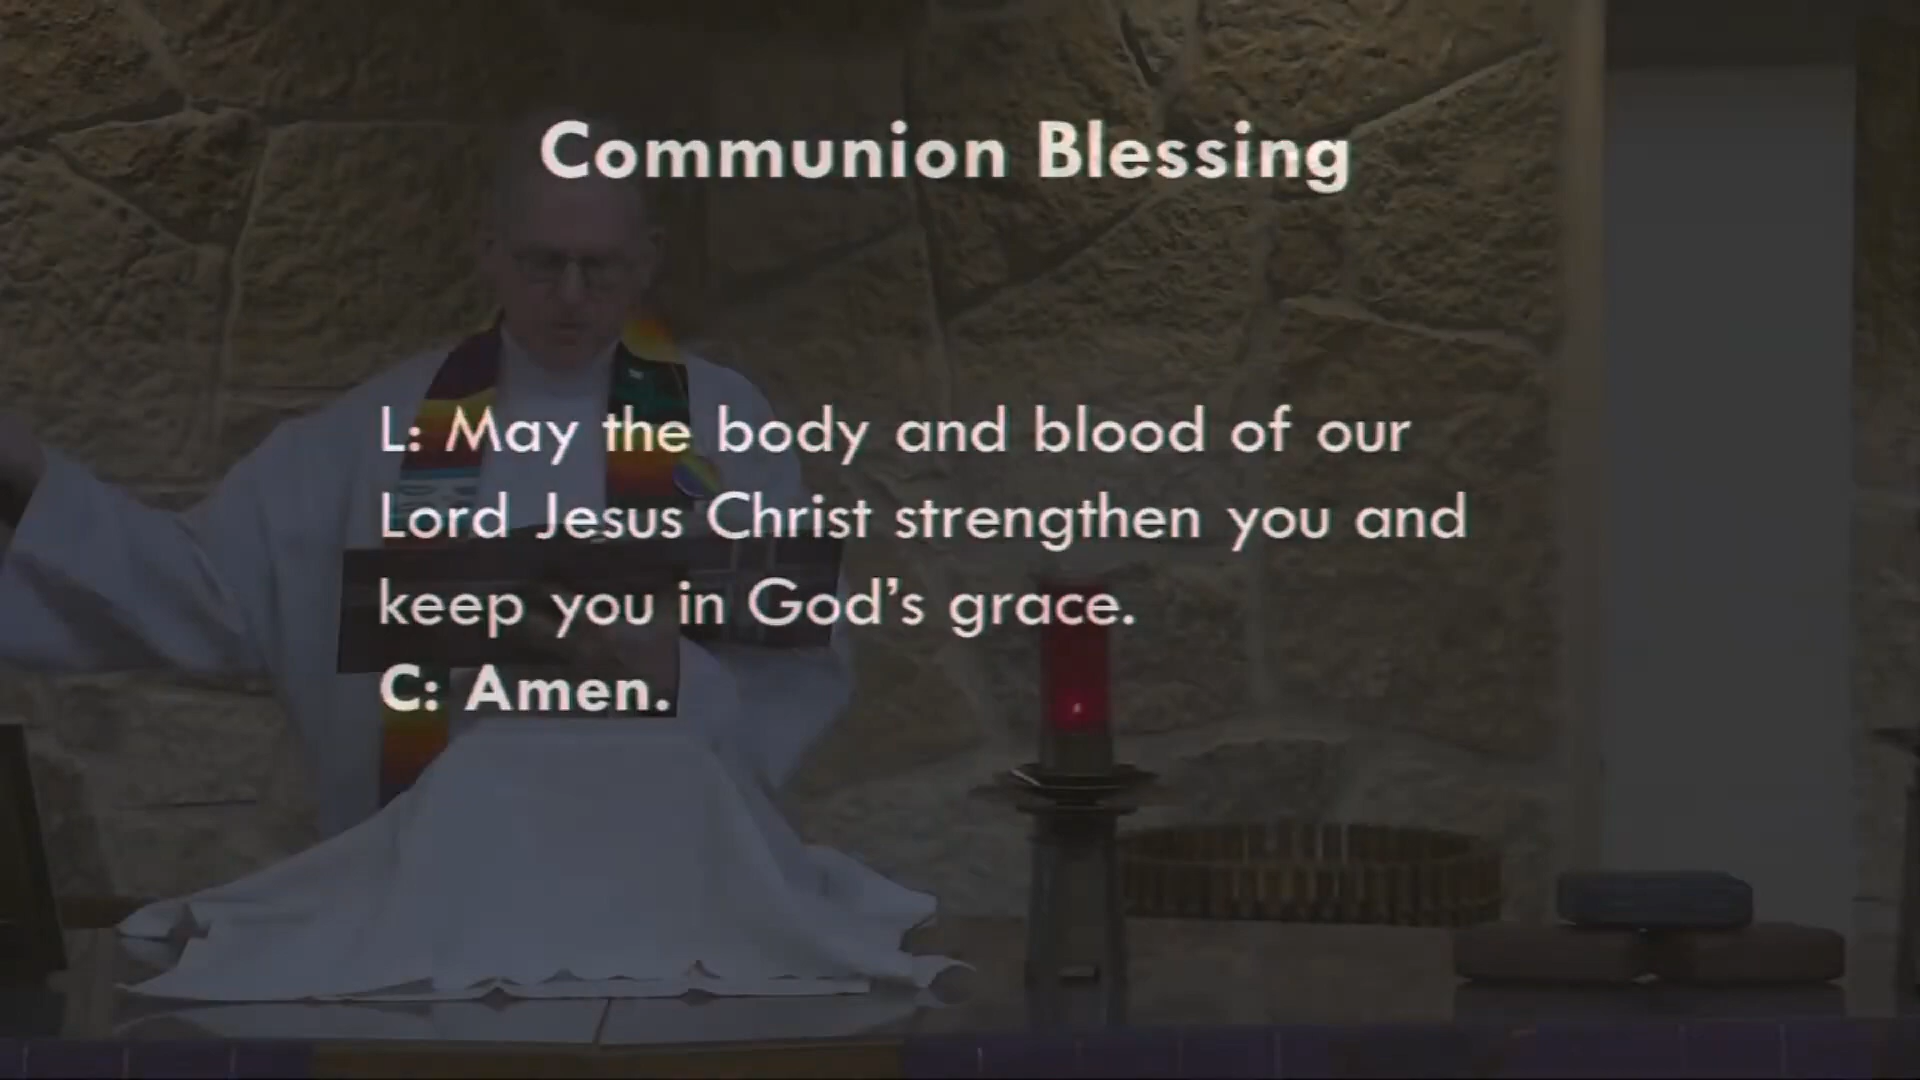 Communion Blessing
L: May the body and blood of our
Lord Jesus Christ strengthen you and
keep you in God’s grace.
C: Amen.